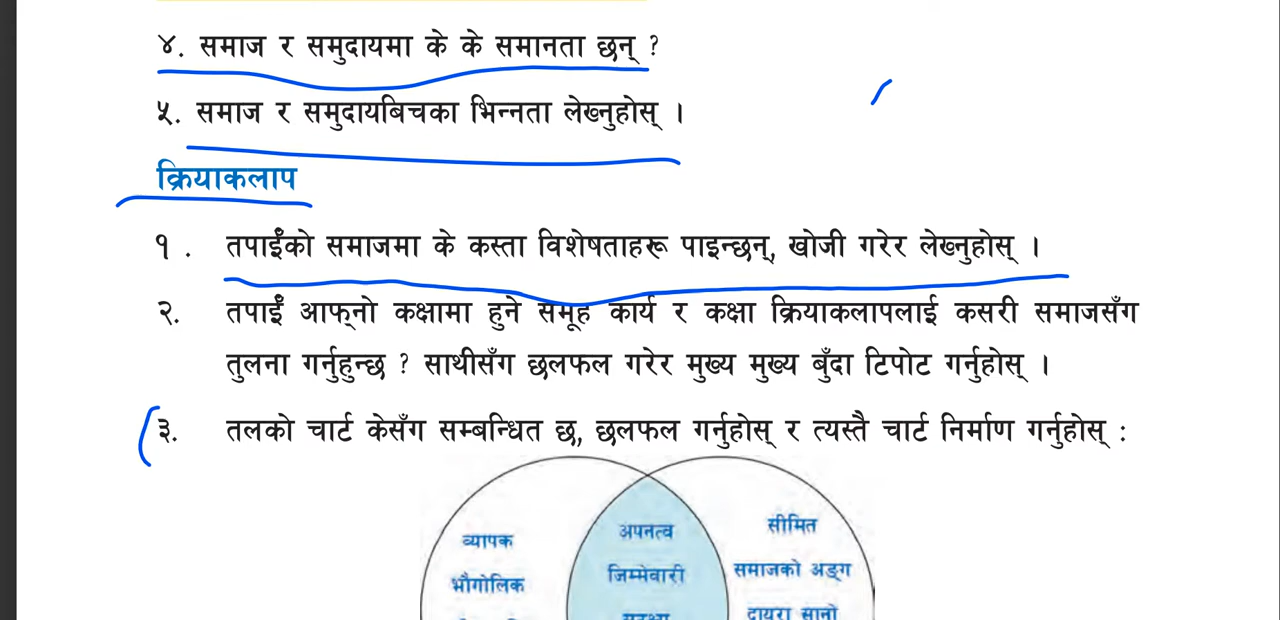 ४. समाज र समुदायमा के के समानता छन् ?
५. समाज र समुदायबिचका भिन्नता लेख्नुहोस् ।
क्रियाकलाप
१. तपाईंको समाजमा के कस्ता विशेषताहरू पाइन्छन्, खोजी गरेर लेख्नुहोस् ।
२. तपाईं आफ्‌नो कक्षामा हुने समूह कार्य र कक्षा क्रियाकलापलाई कसरी समाजसँग
तुलना गर्नुहुन्छ ? साथीसँग छलफल गरेर मुख्य मुख्य बुँदा टिपोट गर्नुहोस् ।
३. तलको चार्ट केसँग सम्बन्धित छ, छलफल गर्नुहोस् र त्यस्तै चार्ट निर्माण गर्नुहोस् :
व्यापक
भौगोलिक
अपनत्व
जिम्मेवारी
सीमित
समाजको अङ्ग
दायरा सानो